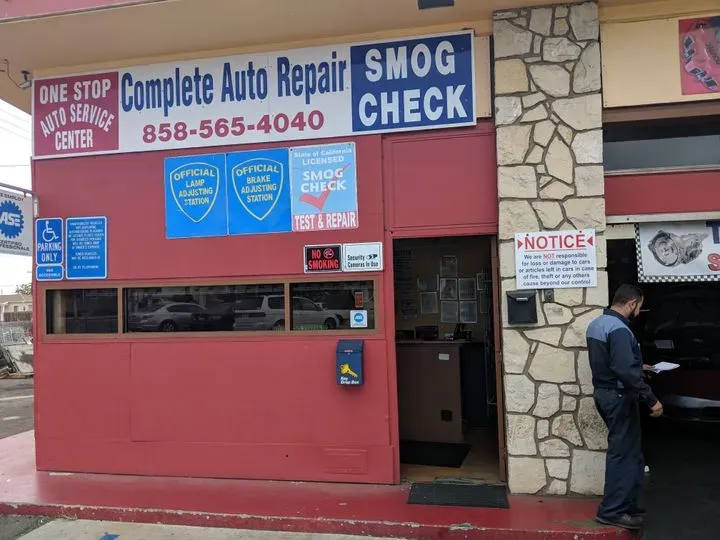 ONE STOP
AUTO SERVICE
CENTER
Complete Auto Repair
858-565-4040
SMOG
CHECK
OFFICIAL
LAMP
ADJUSTING
STATION
OFFICIAL
BRAKE
ADJUSTING
STATION
State of California
LICENSED
SMOG
CHECK
TEST & REPAIR
ASE
PARKING
ONLY
NO
SMOKING
Security
Cameras In Use
NOTICE
We are NOT responsible
for loss or damage to cars
or articles left in cars in case
of fire, theft or any others
cause beyond our control
ASE
Key
Drop Box